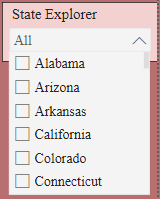 State Explorer
All
Alabama
Arizona
Arkansas
California
Colorado
Connecticut